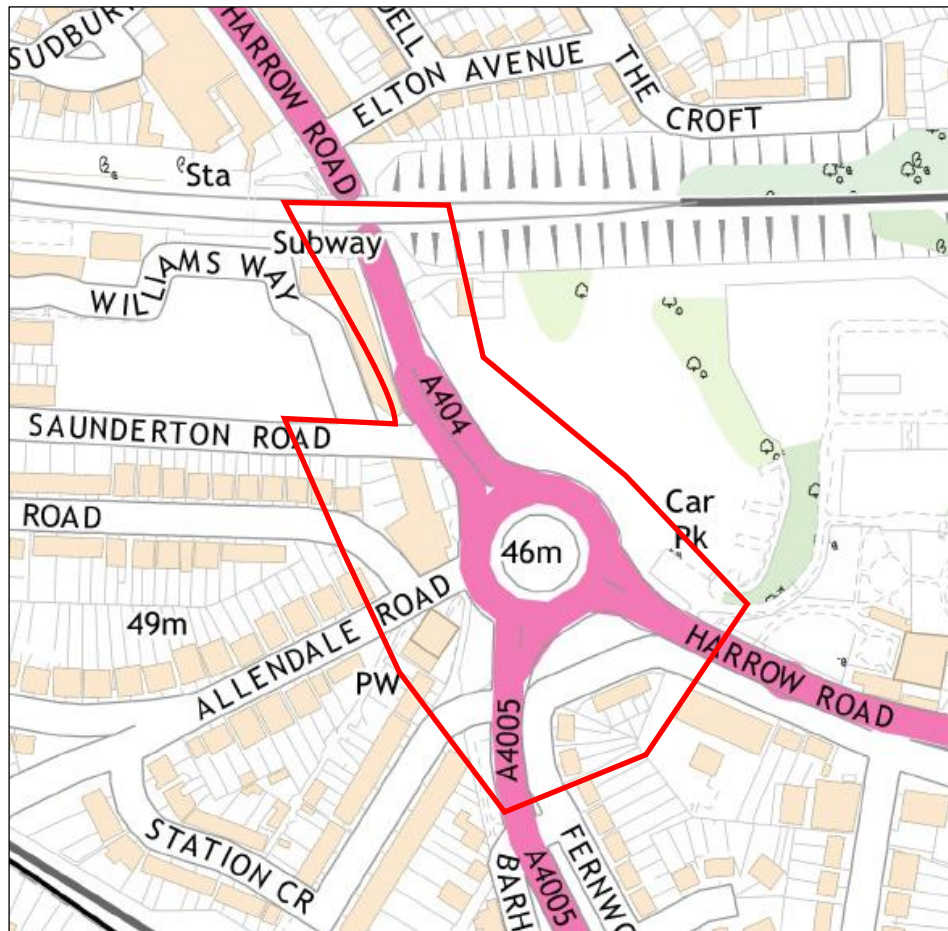 SUDBURY
HARROW ROAD
DELL
ELTON AVENUE
THE CROFT
Sta
Subway
WILLIAMS WAY
A404
SAUNDERTON ROAD
ROAD
Car
Pk
46m
49m
ALLENDALE ROAD
PW
HARROW ROAD
A4005
STATION CR
BARH
A4005
FERNWO